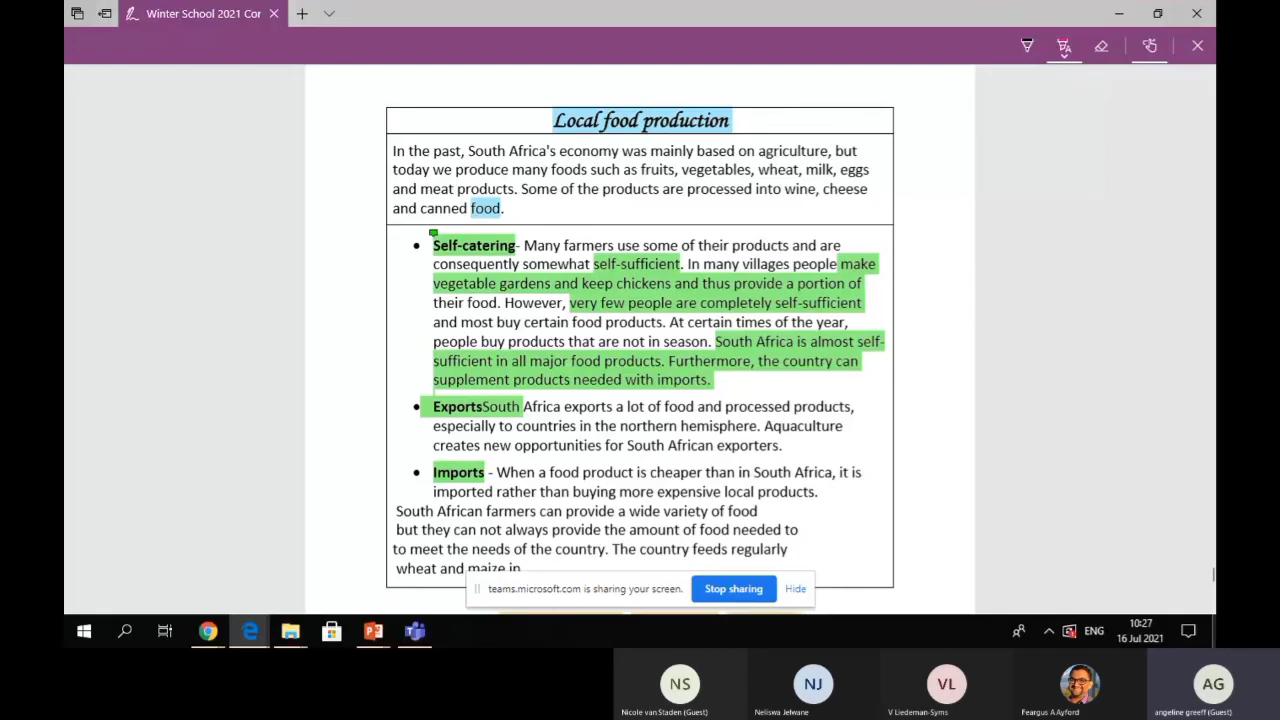 Winter School 2021 Cor
Local food production
In the past, South Africa's economy was mainly based on agriculture, but
today we produce many foods such as fruits, vegetables, wheat, milk, eggs
and meat products. Some of the products are processed into wine, cheese
and canned food.
• Self-catering- Many farmers use some of their products and are
consequently somewhat self-sufficient. In many villages people make
vegetable gardens and keep chickens and thus provide a portion of
their food. However, very few people are completely self-sufficient
and most buy certain food products. At certain times of the year,
people buy products that are not in season. South Africa is almost self-
sufficient in all major food products. Furthermore, the country can
supplement products needed with imports.
• ExportsSouth Africa exports a lot of food and processed products,
especially to countries in the northern hemisphere. Aquaculture
creates new opportunities for South African exporters.
• Imports - When a food product is cheaper than in South Africa, it is
imported rather than buying more expensive local products.
South African farmers can provide a wide variety of food
but they can not always provide the amount of food needed to
to meet the needs of the country. The country feeds regularly
wheat and maize in
teams.microsoft.com is sharing your screen. Stop sharing Hide
ENG
10:27
16 Jul 2021
NS NJ VL AG
Nicole van Staden (Guest) Neliswa Jelwane V Liedeman-Syms Feargus A Ayford angeline greeff (Guest)